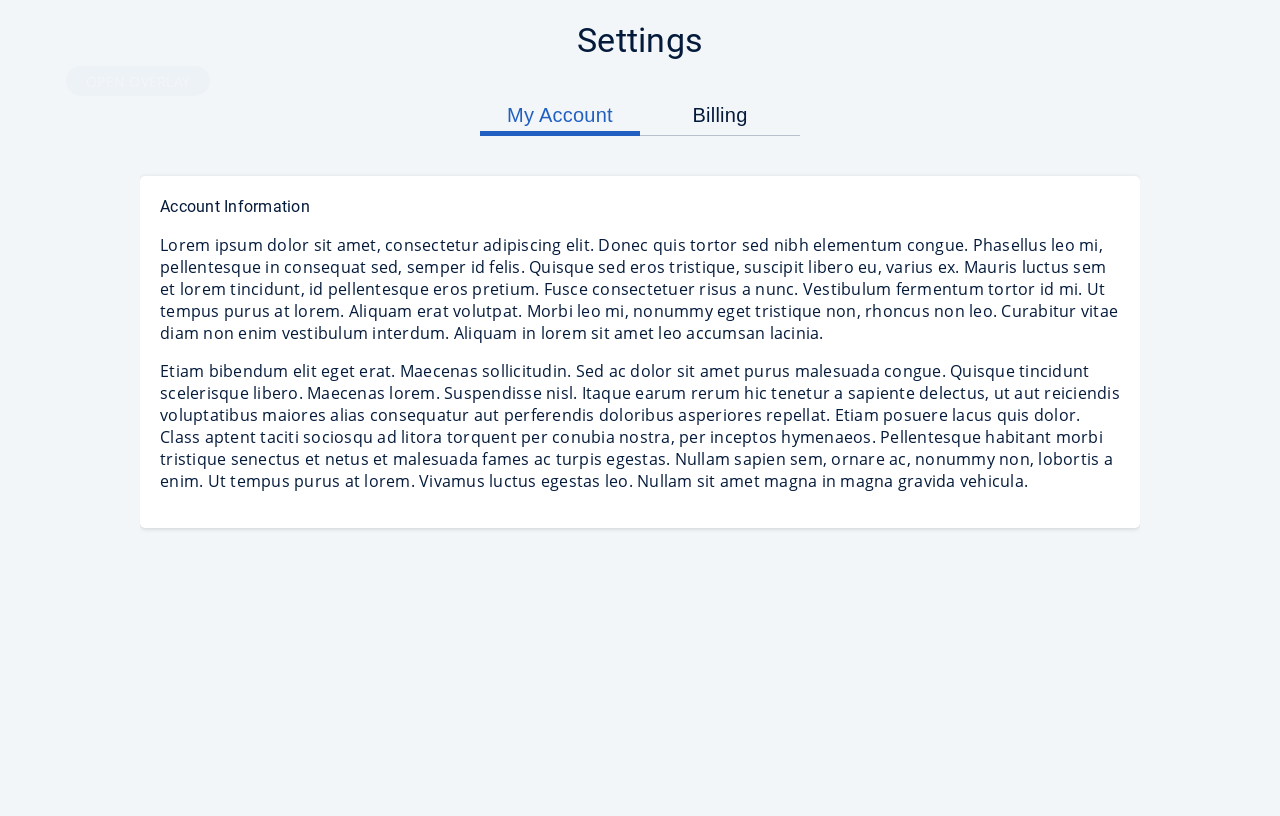 Settings
OPEN OVERLAY
My Account
Billing
Account Information
Lorem ipsum dolor sit amet, consectetur adipiscing elit. Donec quis tortor sed nibh elementum congue. Phasellus leo mi,
pellentesque in consequat sed, semper id felis. Quisque sed eros tristique, suscipit libero eu, varius ex. Mauris luctus sem
et lorem tincidunt, id pellentesque eros pretium. Fusce consectetuer risus a nunc. Vestibulum fermentum tortor id mi. Ut
tempus purus at lorem. Aliquam erat volutpat. Morbi leo mi, nonummy eget tristique non, rhoncus non leo. Curabitur vitae
diam non enim vestibulum interdum. Aliquam in lorem sit amet leo accumsan lacinia.
Etiam bibendum elit eget erat. Maecenas sollicitudin. Sed ac dolor sit amet purus malesuada congue. Quisque tincidunt
scelerisque libero. Maecenas lorem. Suspendisse nisl. Itaque earum rerum hic tenetur a sapiente delectus, ut aut reiciendis
voluptatibus maiores alias consequatur aut perferendis doloribus asperiores repellat. Etiam posuere lacus quis dolor.
Class aptent taciti sociosqu ad litora torquent per conubia nostra, per inceptos hymenaeos. Pellentesque habitant morbi
tristique senectus et netus et malesuada fames ac turpis egestas. Nullam sapien sem, ornare ac, nonummy non, lobortis a
enim. Ut tempus purus at lorem. Vivamus luctus egestas leo. Nullam sit amet magna in magna gravida vehicula.